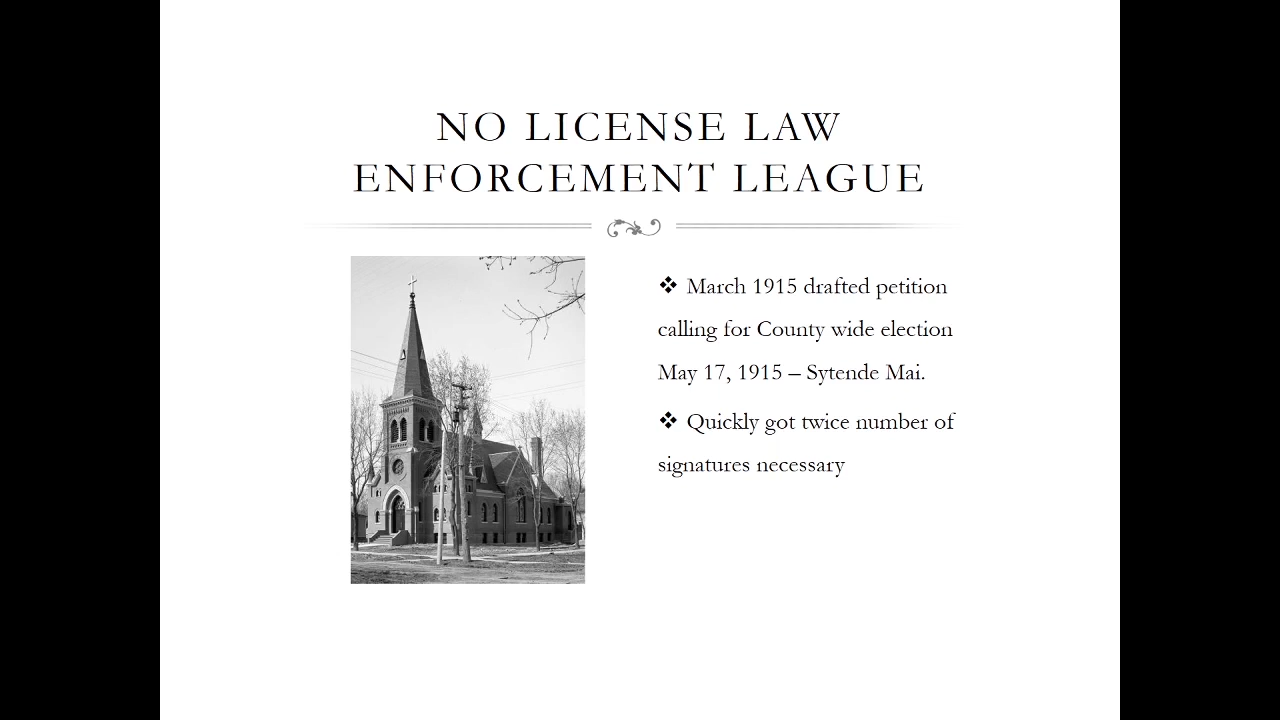 NO LICENSE LAW
ENFORCEMENT LEAGUE
❖ March 1915 drafted petition
calling for County wide election
May 17, 1915 – Sytende Mai.
❖ Quickly got twice number of
signatures necessary